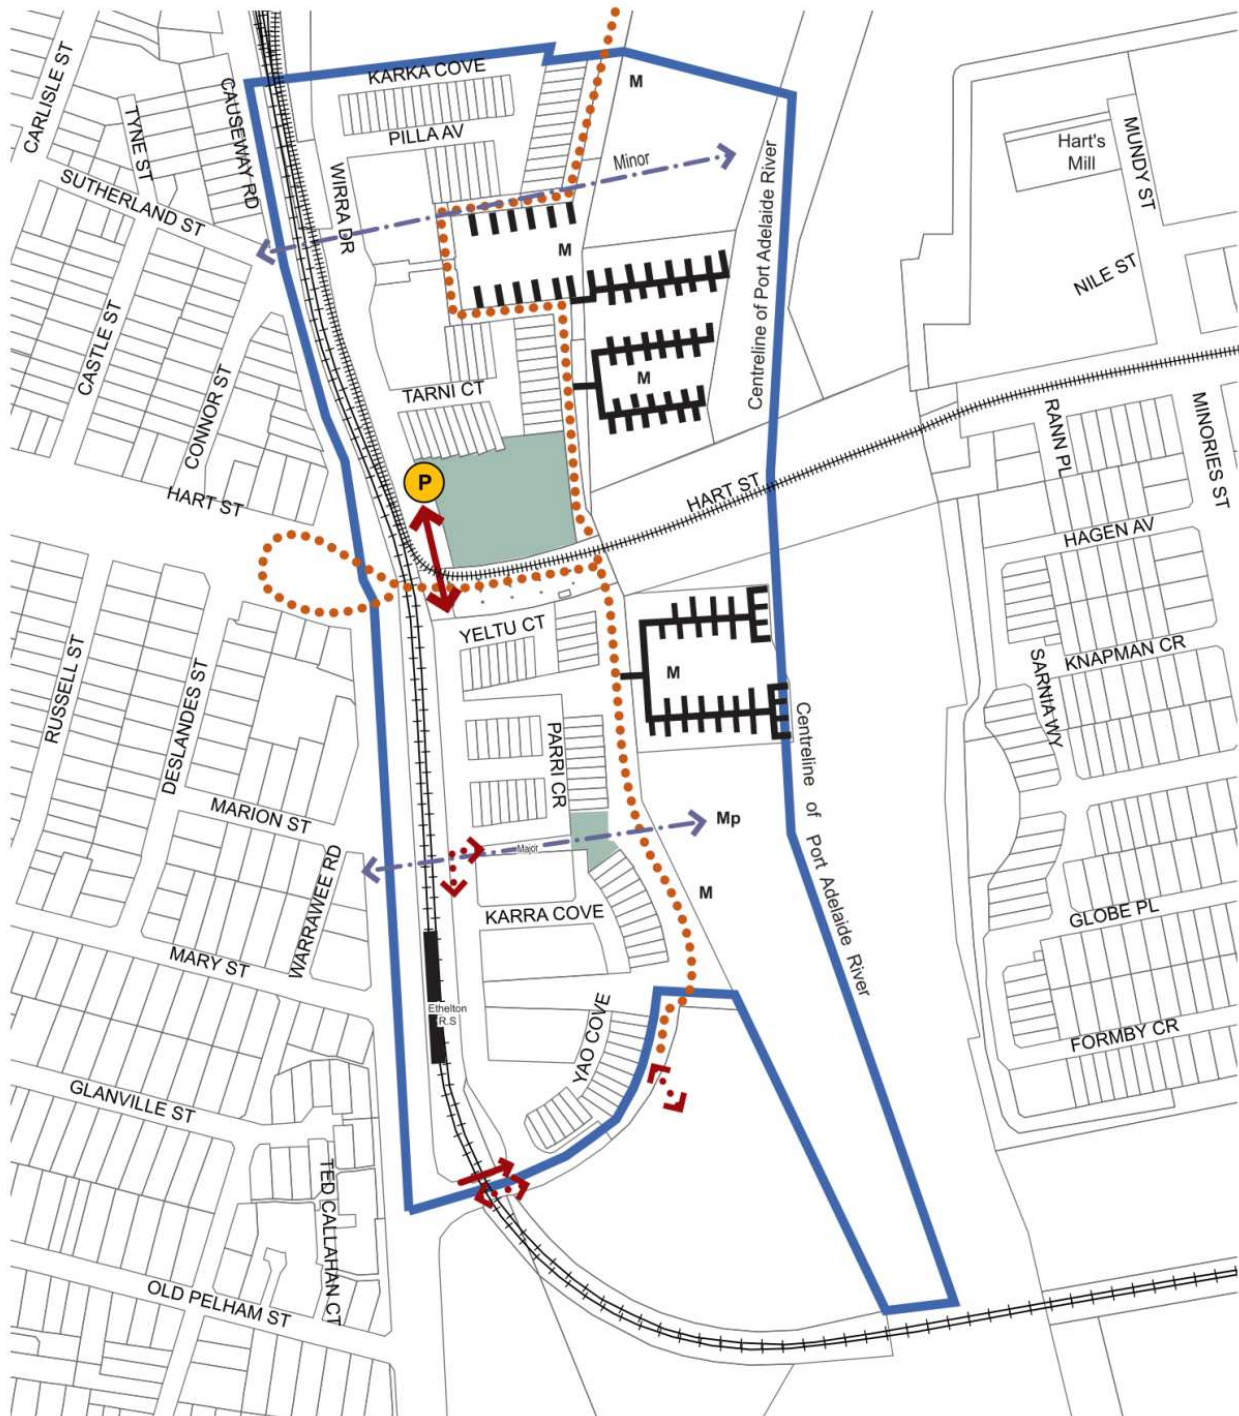 CARLISLE ST
TYNE ST
CAUSEWAY RD
SUTHERLAND ST
KARKA COVE
PILLA AV
WIRRA DR
M
Minor
Centreline of Port Adelaide River
Hart's
Mill
MUNDY ST
NILE ST
M
CASTLE ST
CONNOR ST
TARNI CT
M
HART ST
P
HART ST
RANN PL
MINORIES ST
HAGEN AV
RUSSELL ST
DESLANDES ST
YELTU CT
M
KNAPMAN CR
SARNIA WY
PARRI CR
Centreline of Port Adelaide River
MARION ST
WARRAWEE RD
Major
Mp
M
KARRA COVE
GLOBE PL
MARY ST
Ethelton
R.S
YAO COVE
FORMBY CR
GLANVILLE ST
TED CALLAHAN CT
OLD PELHAM ST